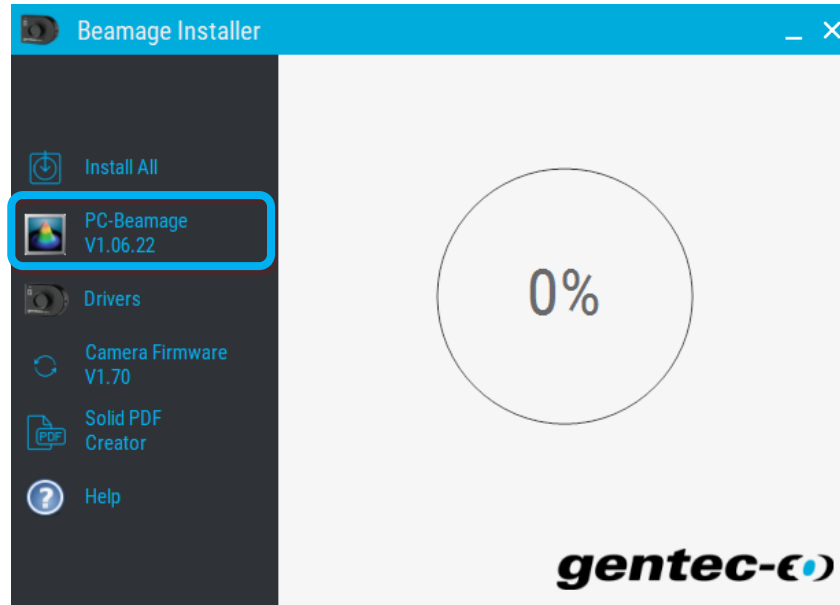 Beamage Installer
Install All
PC-Beamage
V1.06.22
Drivers
Camera Firmware
V1.70
Solid PDF
Creator
PDF
Help
0%
gentec-eo